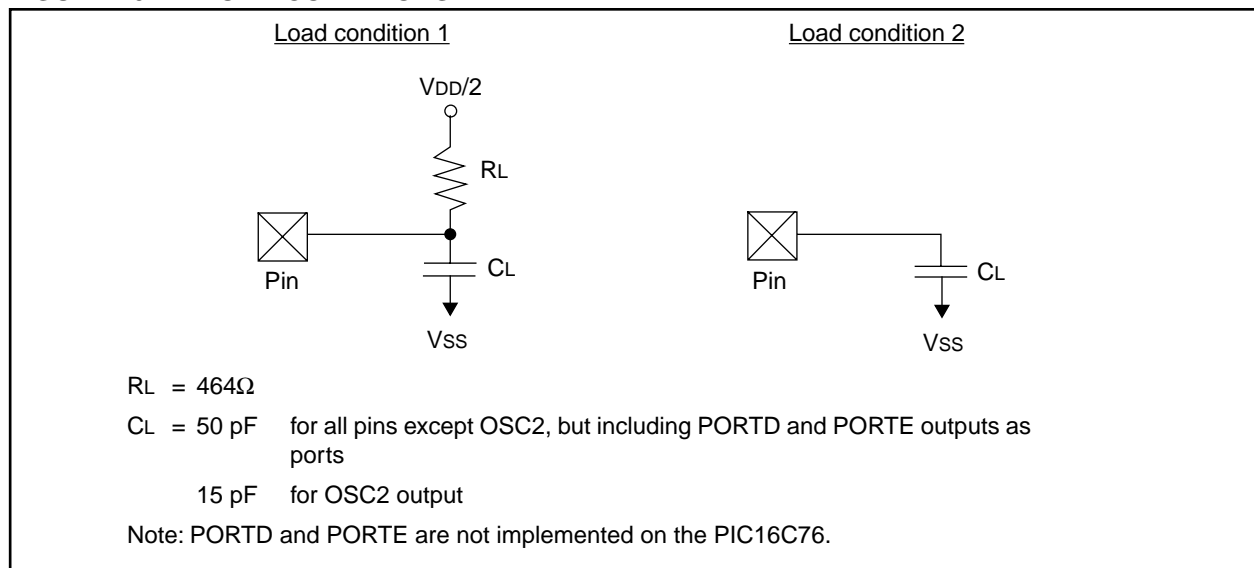 Load condition 1
Load condition 2
VDD/2
RL
Pin
CL
VSS
Pin
CL
VSS
RL = 464Ω
CL = 50 pF for all pins except OSC2, but including PORTD and PORTE outputs as
ports
15 pF for OSC2 output
Note: PORTD and PORTE are not implemented on the PIC16C76.